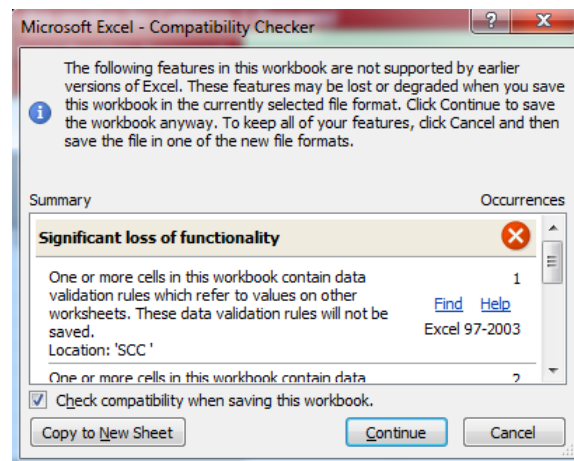 Microsoft Excel - Compatibility Checker
?
X
The following features in this workbook are not supported by earlier
versions of Excel. These features may be lost or degraded when you save
this workbook in the currently selected file format. Click Continue to save
the workbook anyway. To keep all of your features, click Cancel and then
save the file in one of the new file formats.
Summary Occurrences
Significant loss of functionality
One or more cells in this workbook contain data 1
validation rules which refer to values on other
worksheets. These data validation rules will not be Find Help
saved. Excel 97-2003
Location: 'SCC '
One or more cells in this workbook contain data 2
Check compatibility when saving this workbook.
Copy to New Sheet Continue Cancel